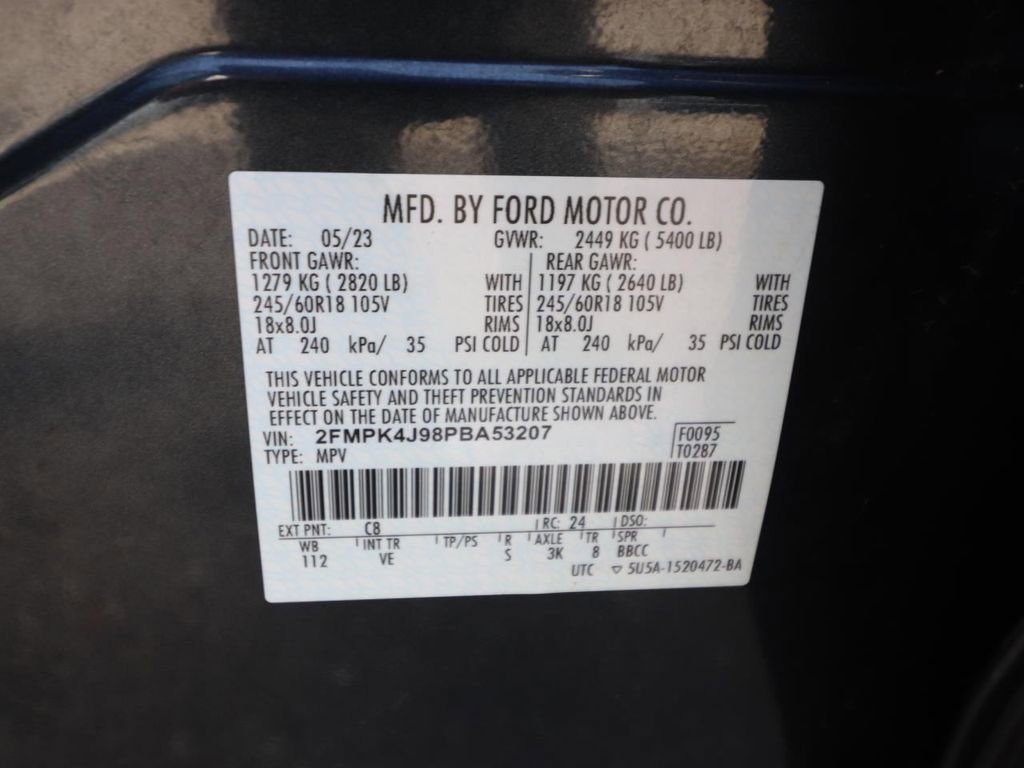 MFD. BY FORD MOTOR CO.
DATE: 05/23 GVWR: 2449 KG ( 5400 LB)
FRONT GAWR: REAR GAWR:
1279 KG ( 2820 LB) WITH 1197 KG ( 2640 LB) WITH
245/60R18 105V TIRES 245/60R18 105V TIRES
18x8.0J RIMS 18x8.0J RIMS
AT 240 kPa/ 35 PSI COLD AT 240 kPa/ 35 PSI COLD
THIS VEHICLE CONFORMS TO ALL APPLICABLE FEDERAL MOTOR
VEHICLE SAFETY AND THEFT PREVENTION STANDARDS IN
EFFECT ON THE DATE OF MANUFACTURE SHOWN ABOVE.
VIN: 2FMPK4J98PBA53207 F0095
TYPE: MPV T0287
EXT PNT: C8 RC: 24 DSO:
WB INT TR TP/PS R AXLE TR SPR
112 VE S 3K 8 BBCC
UTC ▽ 5U5A-1520472-BA